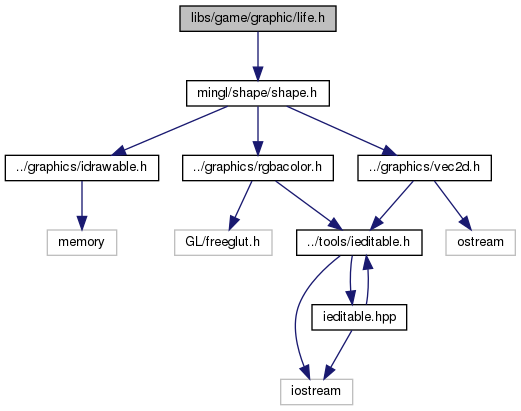 libs/game/graphic/life.h
mingl/shape/shape.h
../graphics/idrawable.h
../graphics/rgbacolor.h
../graphics/vec2d.h
memory
GL/freeglut.h
../tools/ieditable.h
ostream
ieditable.hpp
iostream